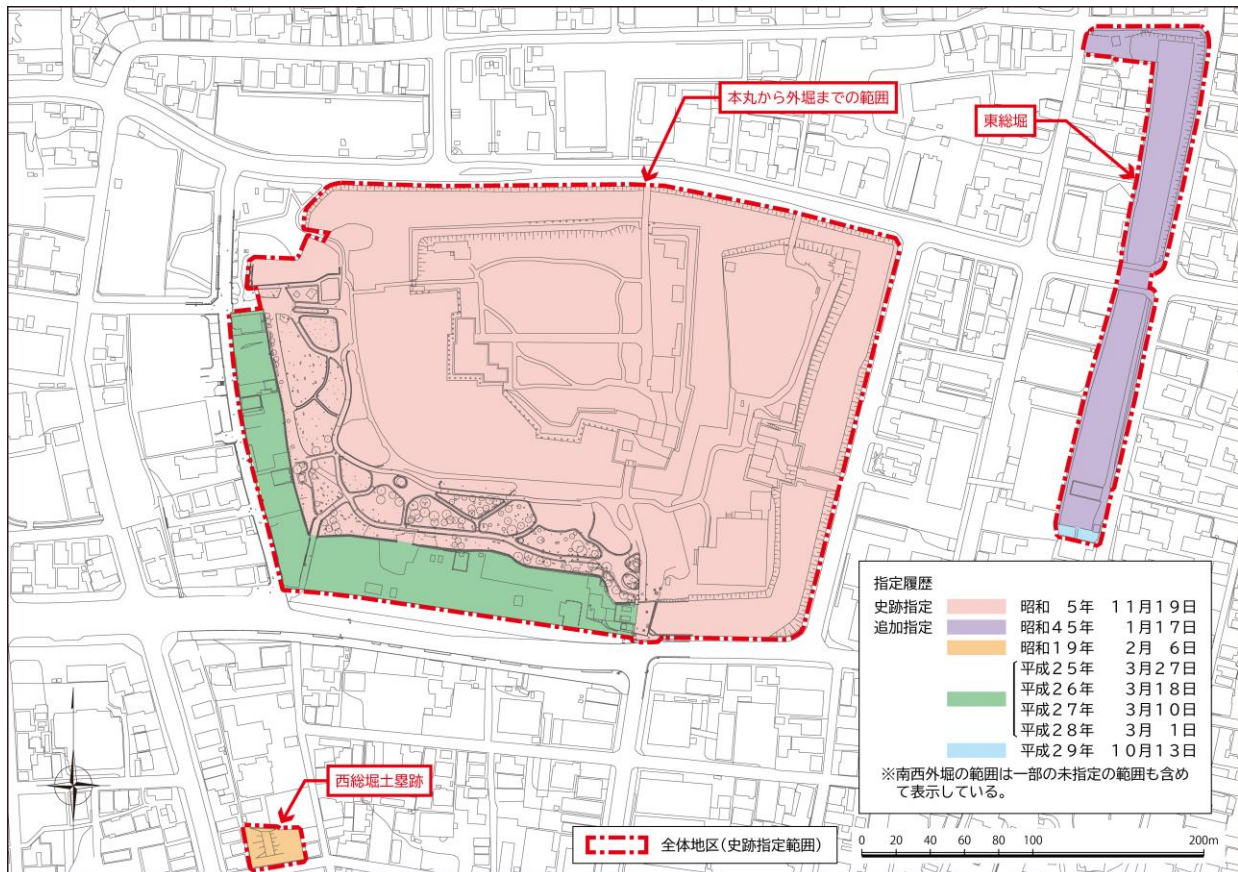 本丸から外堀までの範囲
東総堀
西総堀土塁跡
指定履歴
史跡指定 昭和 5年 11月19日
追加指定 昭和45年 1月17日
昭和19年 2月 6日
平成25年 3月27日
平成26年 3月18日
平成27年 3月10日
平成28年 3月 1日
平成29年 10月13日
※南西外堀の範囲は一部の未指定の範囲も含め
て表示している。
全体地区(史跡指定範囲)
0 20 40 60 80 100 200m